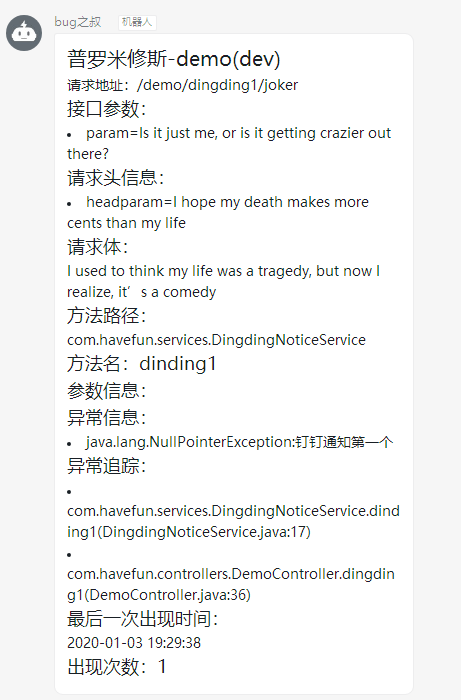 bug之叔 机器人
普罗米修斯-demo(dev)
请求地址：/demo/dingding1/joker
接口参数：
• param=Is it just me, or is it getting crazier out
there?
请求头信息：
• headparam=I hope my death makes more
cents than my life
请求体：
I used to think my life was a tragedy, but now I
realize, it’s a comedy
方法路径：
com.havefun.services.DingdingNoticeService
方法名：dinding1
参数信息：
异常信息：
• java.lang.NullPointerException:钉钉通知第一个
异常追踪：
•
com.havefun.services.DingdingNoticeService.dind
ing1(DingdingNoticeService.java:17)
•
com.havefun.controllers.DemoController.dingdin
g1(DemoController.java:36)
最后一次出现时间：
2020-01-03 19:29:38
出现次数：1